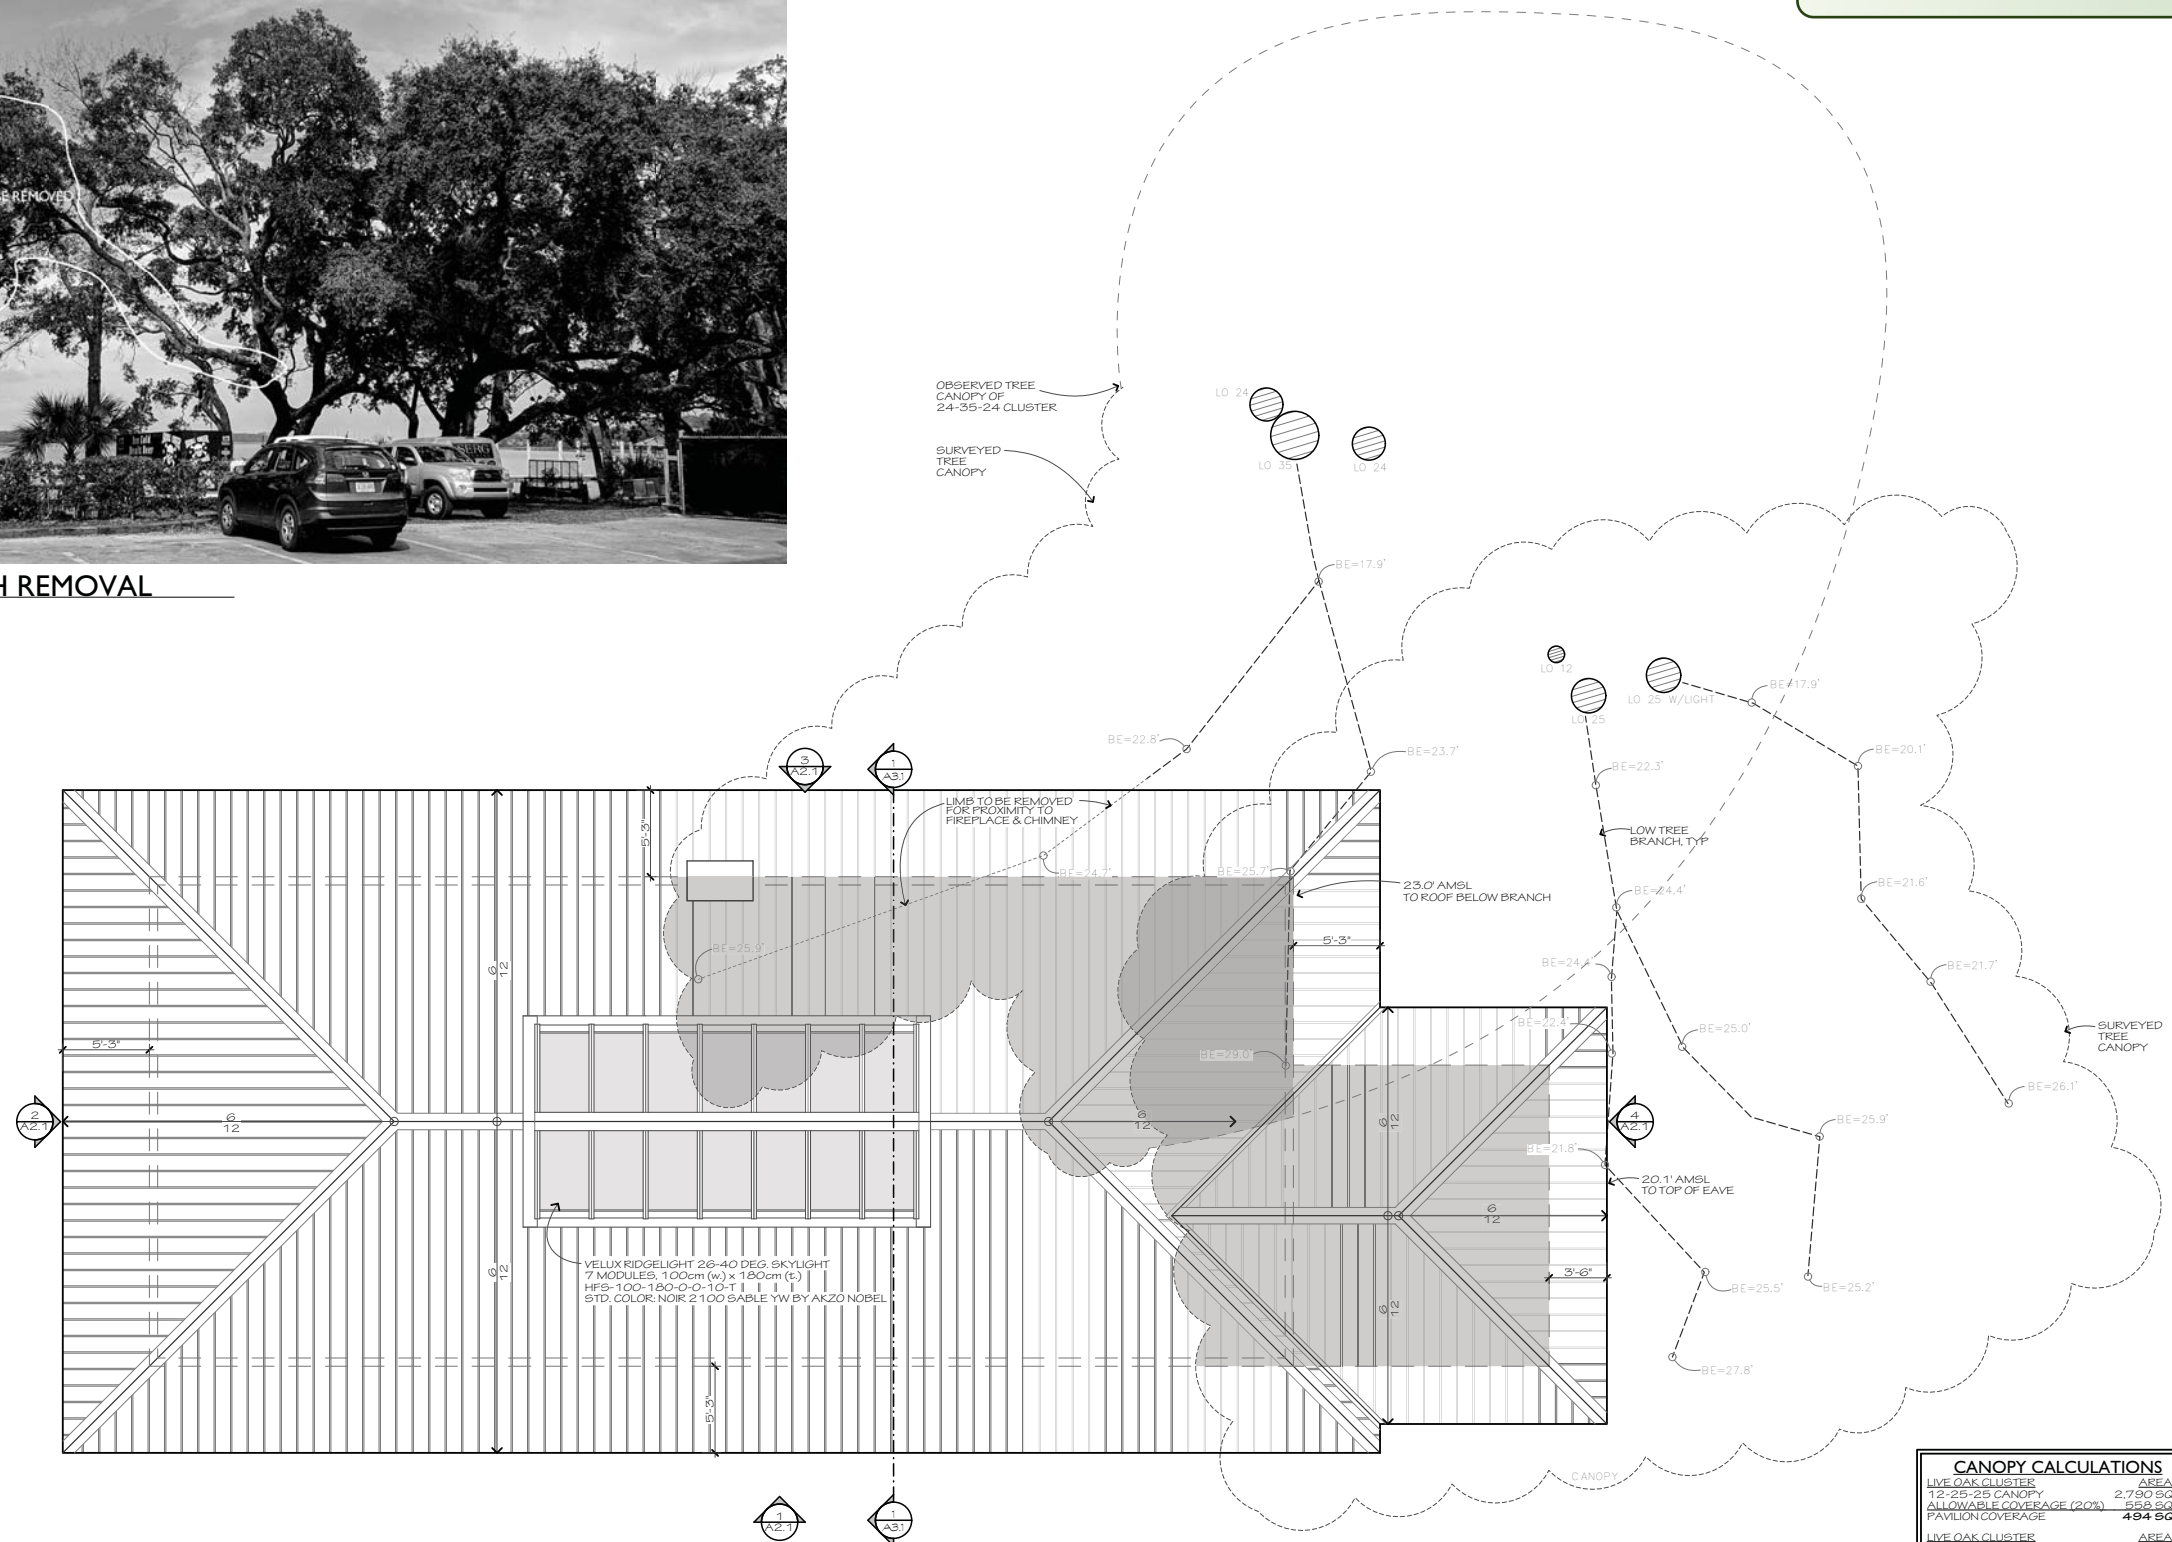 E REMOVED
SERG
H REMOVAL
OBSERVED TREE
CANOPY OF
24-35-24 CLUSTER
SURVEYED
TREE
CANOPY
LO 24
LO 35
LO 24
BE=17.9'
LO 12
LO 25
LO 25 W/LIGHT
BE=17.9'
BE=22.8'
BE=23.7'
BE=20.1'
BE=22.3'
3
A2.1
1
A3.1
LIMB TO BE REMOVED
FOR PROXIMITY TO
FIREPLACE & CHIMNEY
5'-3"
LOW TREE
BRANCH, TYP
BE=24.7'
BE=25.7'
BE=21.6'
BE=24.4'
23.0' AMSL
TO ROOF BELOW BRANCH
5'-3"
BE=25.9'
6
12
BE=24.4'
BE=21.7'
BE=22.4'
BE=25.0'
SURVEYED
TREE
CANOPY
5'-3"
BE=29.0'
BE=26.1'
2
A2.1
6
12
6
12
6
12
4
A2.1
BE=25.9'
BE=21.8'
20.1' AMSL
TO TOP OF EAVE
6
12
6
12
VELUX RIDGELIGHT 26-40 DEG. SKYLIGHT
7 MODULES, 100cm (w.) x 180cm (t.)
HFS-100-180-0-0-10-T
STD. COLOR: NOIR 2100 SABLE YW BY AKZO NOBEL
3'-6"
BE=25.5'
BE=25.2'
6
12
BE=27.8'
5'-3"
CANOPY
1
A2.1
1
A3.1
CANOPY CALCULATIONS
LIVE OAK CLUSTER AREA
12-25-25 CANOPY 2,790 SQ
ALLOWABLE COVERAGE (20%) 558 SQ
PAVILION COVERAGE 494 SQ
LIVE OAK CLUSTER AREA